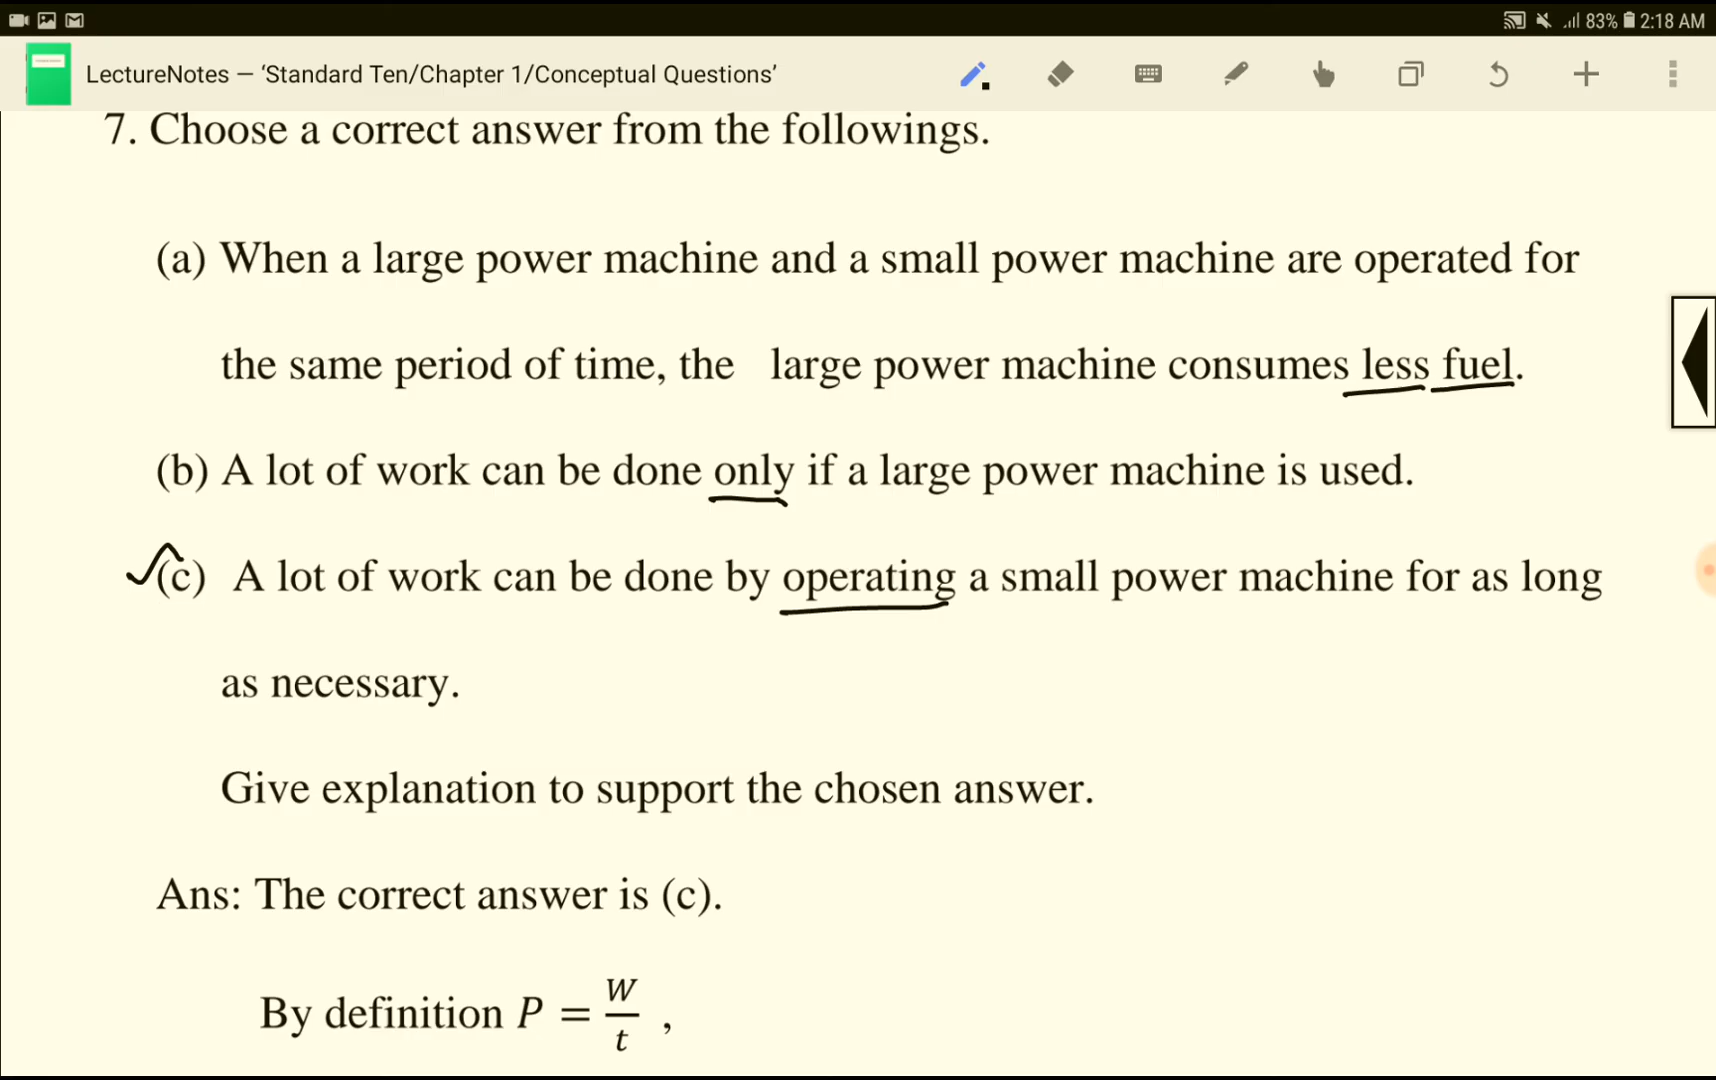 83% 2:18 AM
LectureNotes – ‘Standard Ten/Chapter 1/Conceptual Questions’
7. Choose a correct answer from the followings.
(a) When a large power machine and a small power machine are operated for
the same period of time, the large power machine consumes less fuel.
(b) A lot of work can be done only if a large power machine is used.
(c) A lot of work can be done by operating a small power machine for as long
as necessary.
Give explanation to support the chosen answer.
Ans: The correct answer is (c).
By definition P = W/t ,